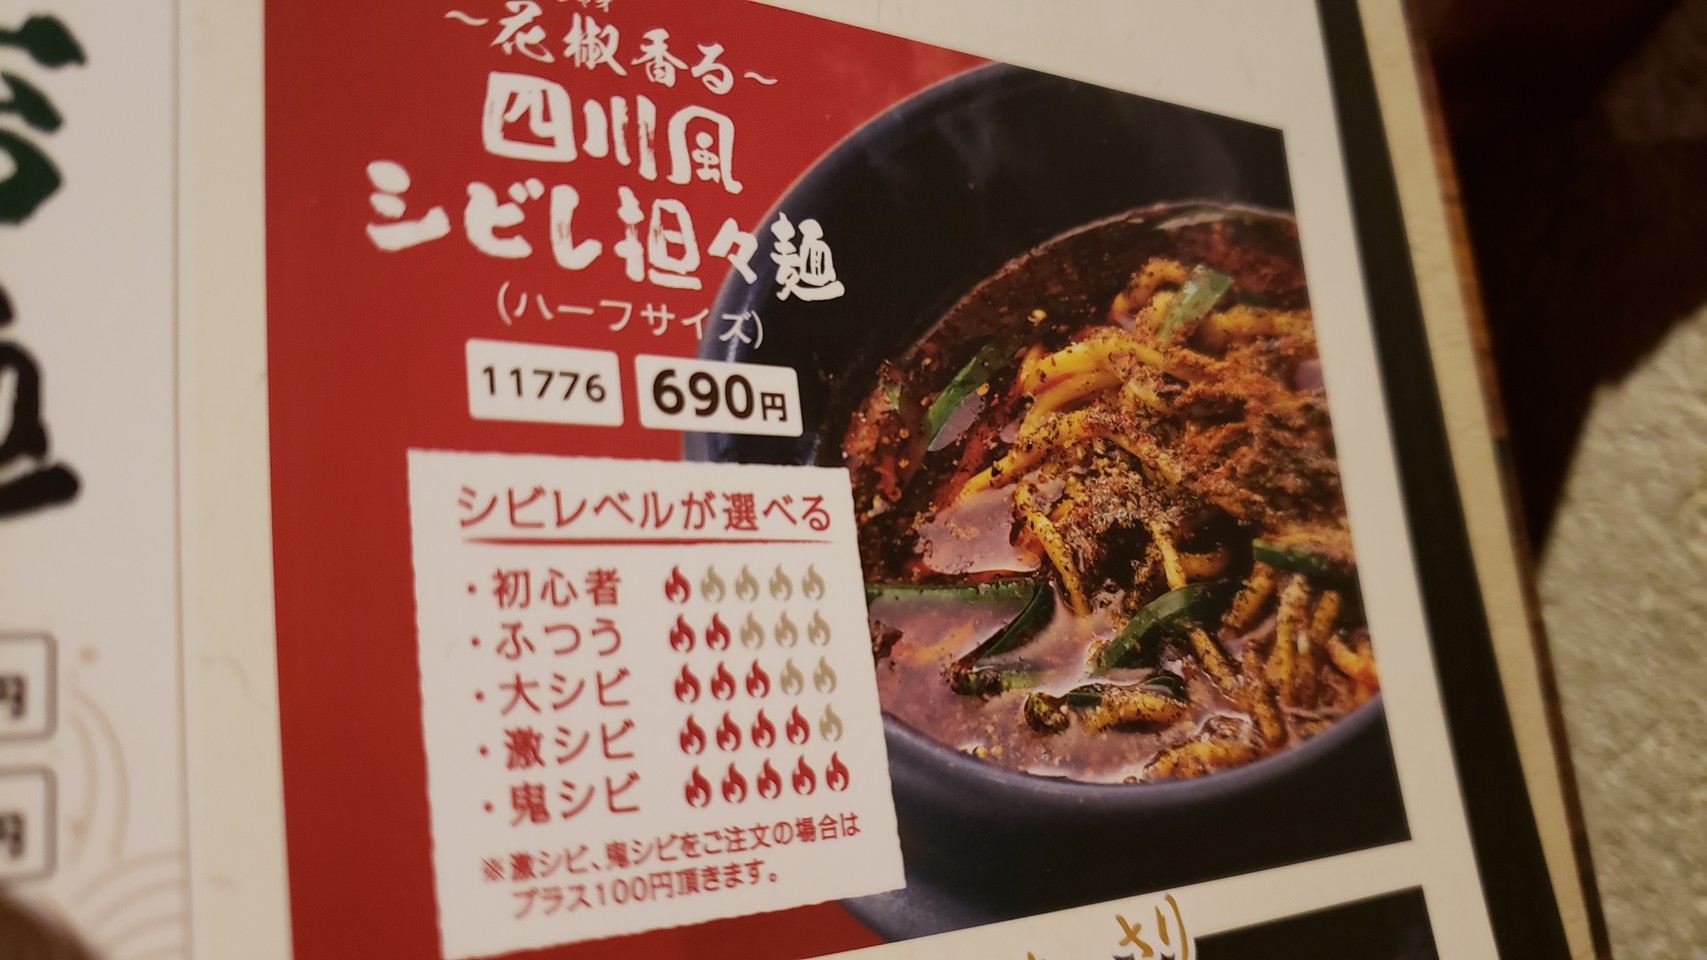 ~花椒香る~
四川風
シビレ担々麺
(ハーフサイズ)
11776 690円
シビレベルが選べる
・初心者
・ふつう
・大シビ
・激シビ
・鬼シビ
※激シビ、鬼シビをご注文の場合は
プラス100円頂きます。
円
円